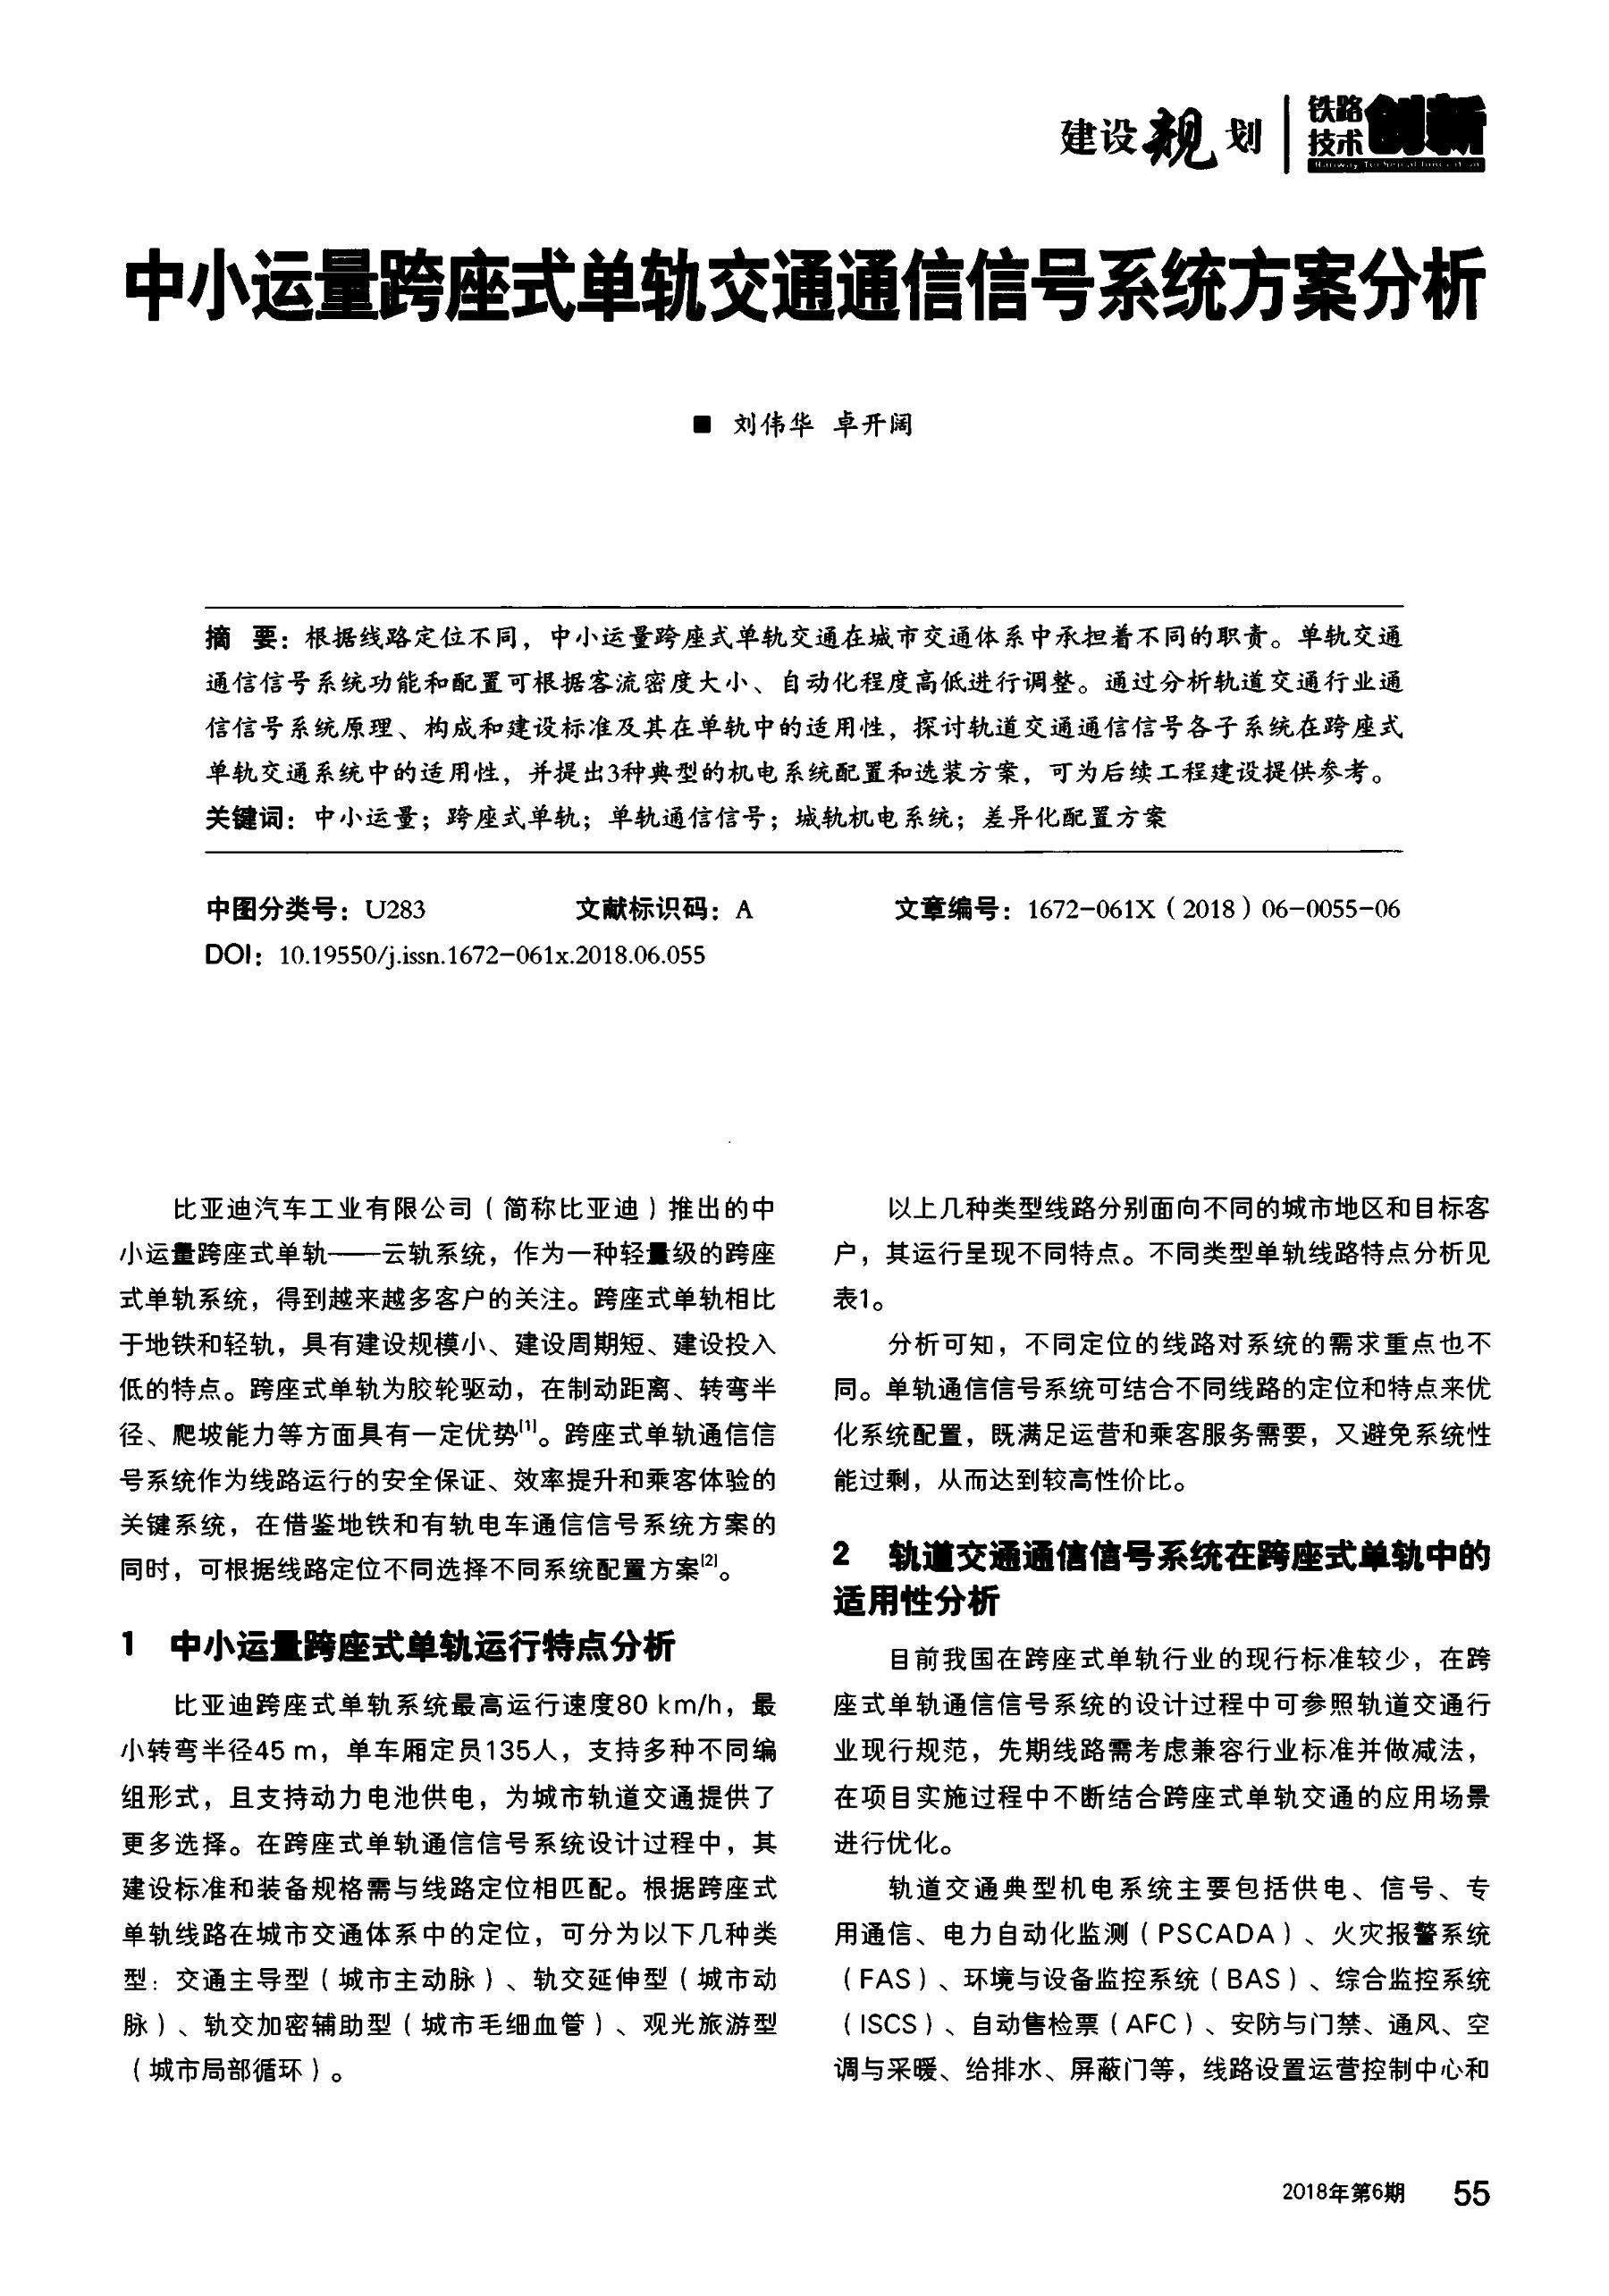 建设规划
铁路
技术
创新
中小运量跨座式单轨交通通信信号系统方案分析
■ 刘伟华 卓开阔
摘 要：根据线路定位不同，中小运量跨座式单轨交通在城市交通体系中承担着不同的职责。单轨交通
通信信号系统功能和配置可根据客流密度大小、自动化程度高低进行调整。通过分析轨道交通行业通
信信号系统原理、构成和建设标准及其在单轨中的适用性，探讨轨道交通通信信号各子系统在跨座式
单轨交通系统中的适用性，并提出3种典型的机电系统配置和选装方案，可为后续工程建设提供参考。
关键词：中小运量；跨座式单轨；单轨通信信号；城轨机电系统；差异化配置方案
中图分类号：U283 文献标识码：A 文章编号：1672-061X（2018）06-0055-06
DOI：10.19550/j.issn.1672-061x.2018.06.055
比亚迪汽车工业有限公司（简称比亚迪）推出的中
小运量跨座式单轨——云轨系统，作为一种轻量级的跨座
式单轨系统，得到越来越多客户的关注。跨座式单轨相比
于地铁和轻轨，具有建设规模小、建设周期短、建设投入
低的特点。跨座式单轨为胶轮驱动，在制动距离、转弯半
径、爬坡能力等方面具有一定优势[1]。跨座式单轨通信信
号系统作为线路运行的安全保证、效率提升和乘客体验的
关键系统，在借鉴地铁和有轨电车通信信号系统方案的
同时，可根据线路定位不同选择不同系统配置方案[2]。
1 中小运量跨座式单轨运行特点分析
比亚迪跨座式单轨系统最高运行速度80 km/h，最
小转弯半径45 m，单车厢定员135人，支持多种不同编
组形式，且支持动力电池供电，为城市轨道交通提供了
更多选择。在跨座式单轨通信信号系统设计过程中，其
建设标准和装备规格需与线路定位相匹配。根据跨座式
单轨线路在城市交通体系中的定位，可分为以下几种类
型：交通主导型（城市主动脉）、轨交延伸型（城市动
脉）、轨交加密辅助型（城市毛细血管）、观光旅游型
（城市局部循环）。
以上几种类型线路分别面向不同的城市地区和目标客
户，其运行呈现不同特点。不同类型单轨线路特点分析见
表1。
分析可知，不同定位的线路对系统的需求重点也不
同。单轨通信信号系统可结合不同线路的定位和特点来优
化系统配置，既满足运营和乘客服务需要，又避免系统性
能过剩，从而达到较高性价比。
2 轨道交通通信信号系统在跨座式单轨中的
适用性分析
目前我国在跨座式单轨行业的现行标准较少，在跨
座式单轨通信信号系统的设计过程中可参照轨道交通行
业现行规范，先期线路需考虑兼容行业标准并做减法，
在项目实施过程中不断结合跨座式单轨交通的应用场景
进行优化。
轨道交通典型机电系统主要包括供电、信号、专
用通信、电力自动化监测（PSCADA）、火灾报警系统
（FAS）、环境与设备监控系统（BAS）、综合监控系统
（ISCS）、自动售检票（AFC）、安防与门禁、通风、空
调与采暖、给排水、屏蔽门等，线路设置运营控制中心和
2018年第6期 55